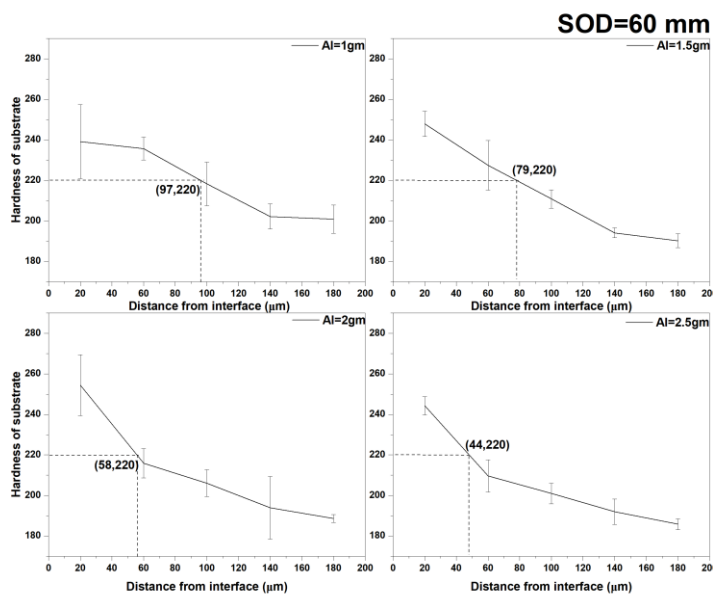 SOD=60 mm
Al=1gm
Hardness of substrate
280
260
240
220
200
180
(97,220)
0 20 40 60 80 100 120 140 160 180 200
Distance from interface (μm)
Al=1.5gm
280
260
240
220
200
180
(79,220)
0 20 40 60 80 100 120 140 160 180 200
Distance from interface (μm)
Al=2gm
Hardness of substrate
280
260
240
220
200
180
(58,220)
0 20 40 60 80 100 120 140 160 180 200
Distance from interface (μm)
Al=2.5gm
280
260
240
220
200
180
(44,220)
0 20 40 60 80 100 120 140 160 180 200
Distance from interface (μm)